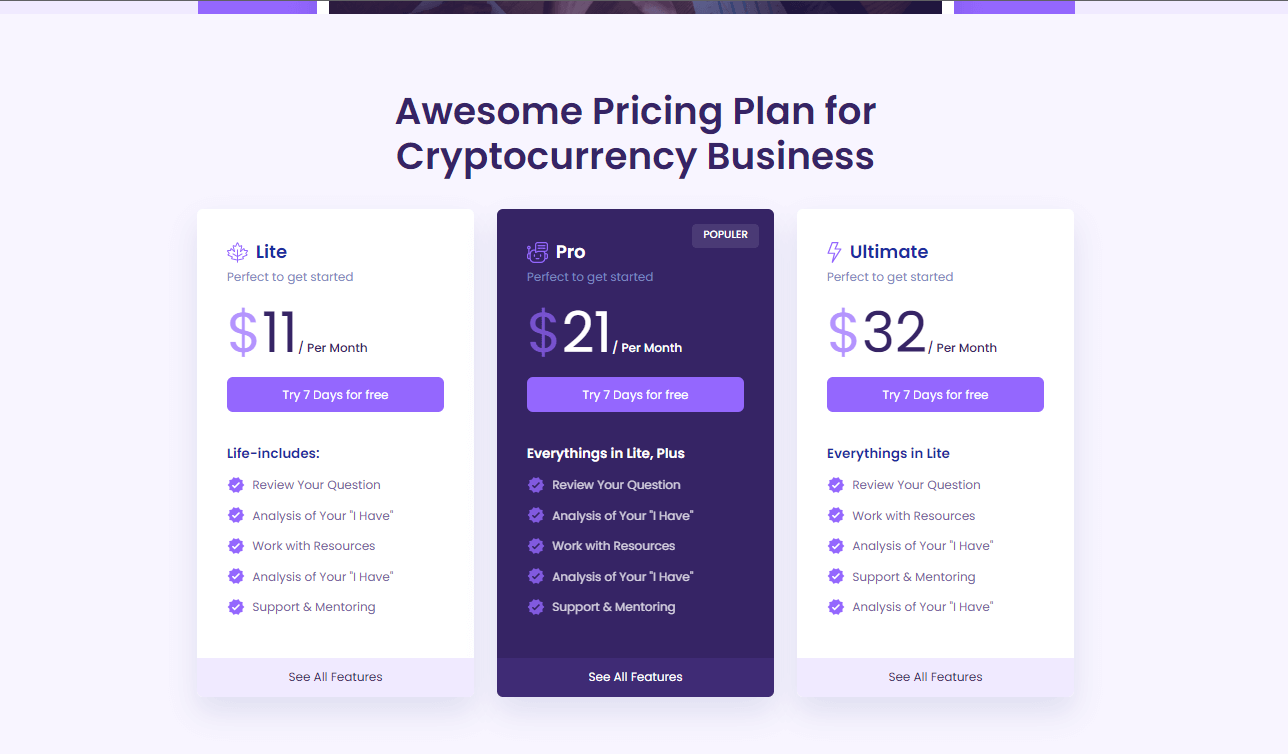 Awesome Pricing Plan for
Cryptocurrency Business
Lite
Perfect to get started
$11/ Per Month
Try 7 Days for free
Life-includes:
Review Your Question
Analysis of Your "I Have"
Work with Resources
Analysis of Your "I Have"
Support & Mentoring
See All Features
POPULER
Pro
Perfect to get started
$21/ Per Month
Try 7 Days for free
Everythings in Lite, Plus
Review Your Question
Analysis of Your "I Have"
Work with Resources
Analysis of Your "I Have"
Support & Mentoring
See All Features
Ultimate
Perfect to get started
$32/ Per Month
Try 7 Days for free
Everythings in Lite
Review Your Question
Work with Resources
Analysis of Your "I Have"
Support & Mentoring
Analysis of Your "I Have"
See All Features